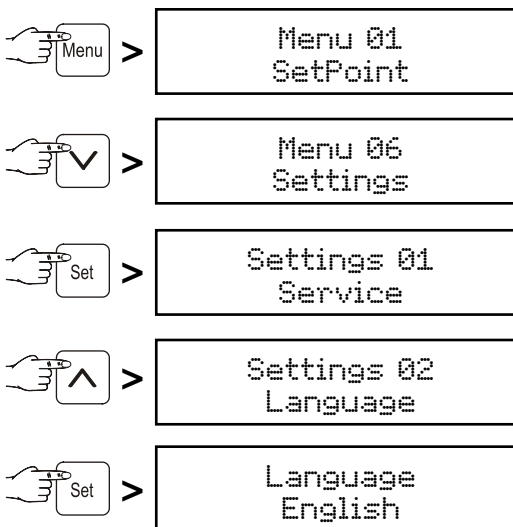 Menu > Menu 01
SetPoint
> Menu 06
Settings
Set > Settings 01
Service
> Settings 02
Language
Set > Language
English